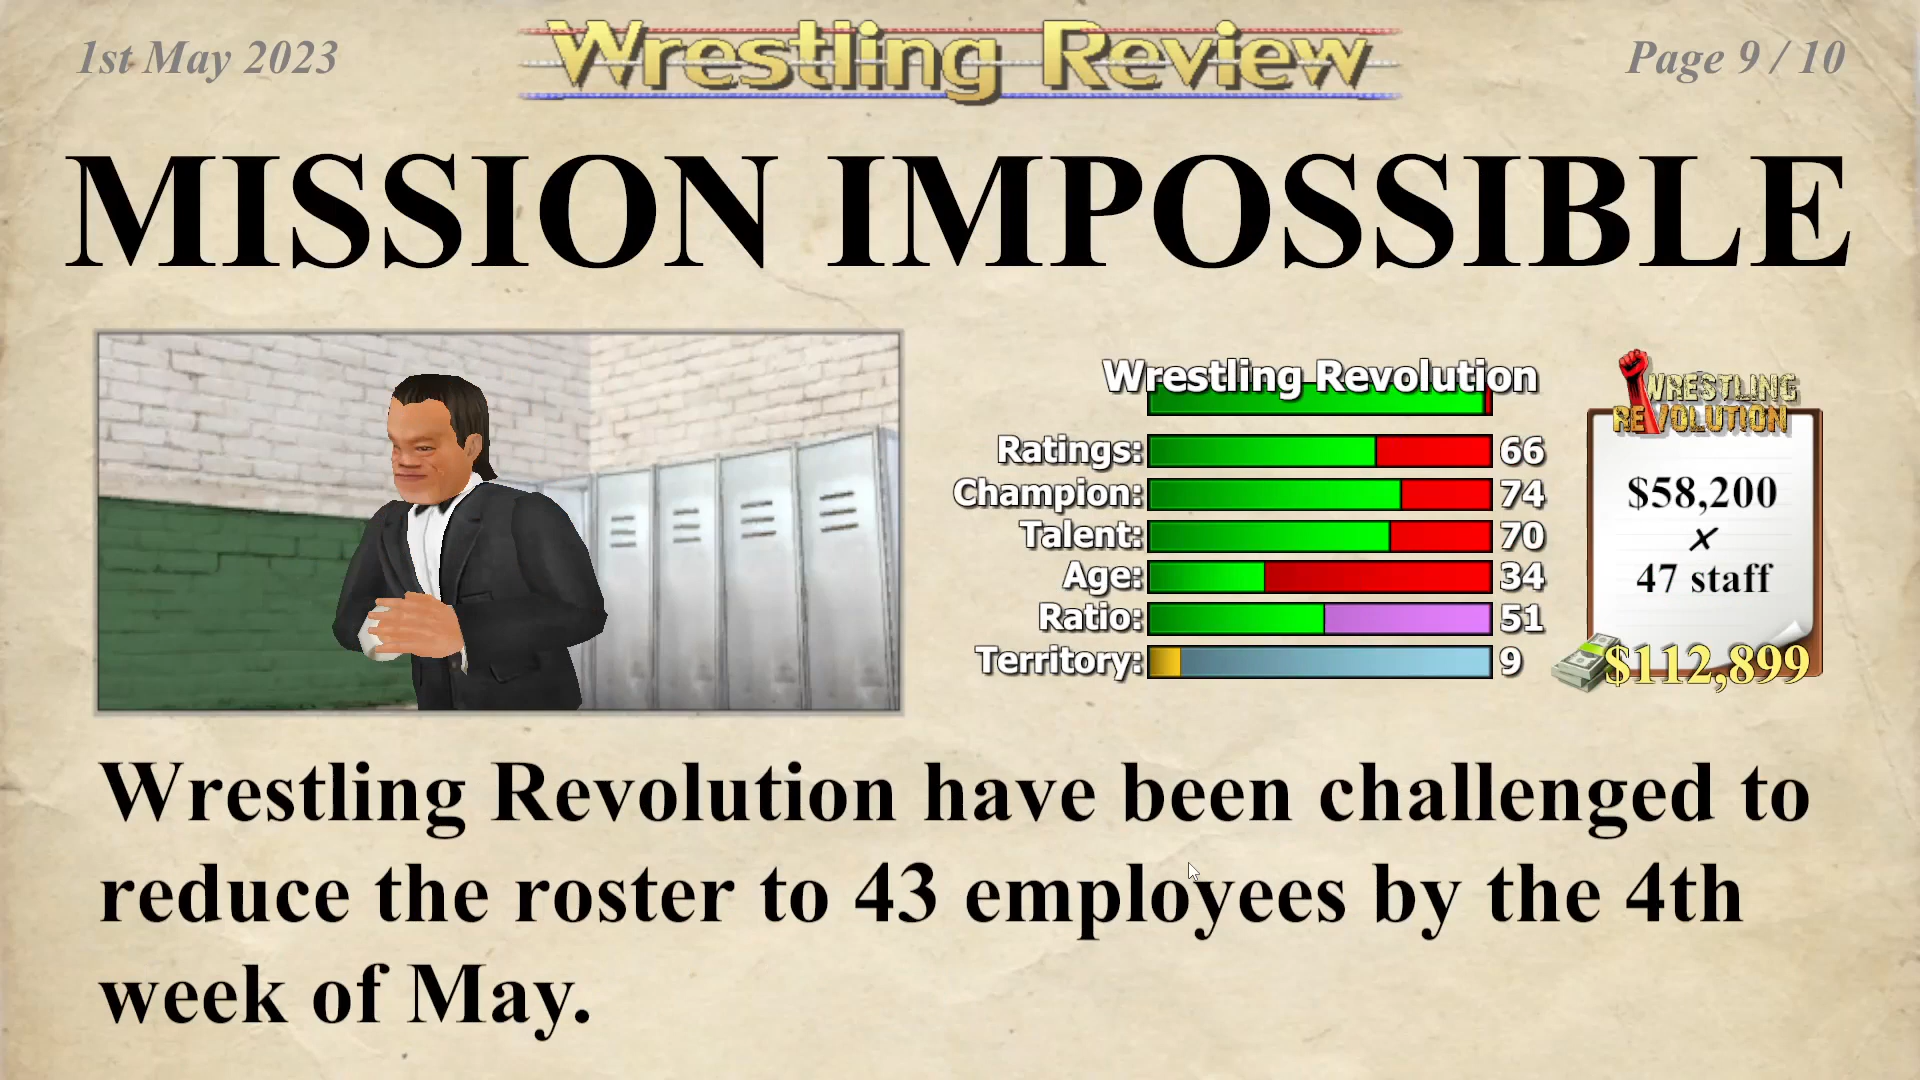 1st May 2023
Wrestling Review
Page 9 / 10
MISSION IMPOSSIBLE
Wrestling Revolution
Ratings: 66
Champion: 74
Talent: 70
Age: 34
Ratio: 51
Territory: 9
WRESTLING
REVOLUTION
$58,200
×
47 staff
$112,899
Wrestling Revolution have been challenged to
reduce the roster to 43 employees by the 4th
week of May.